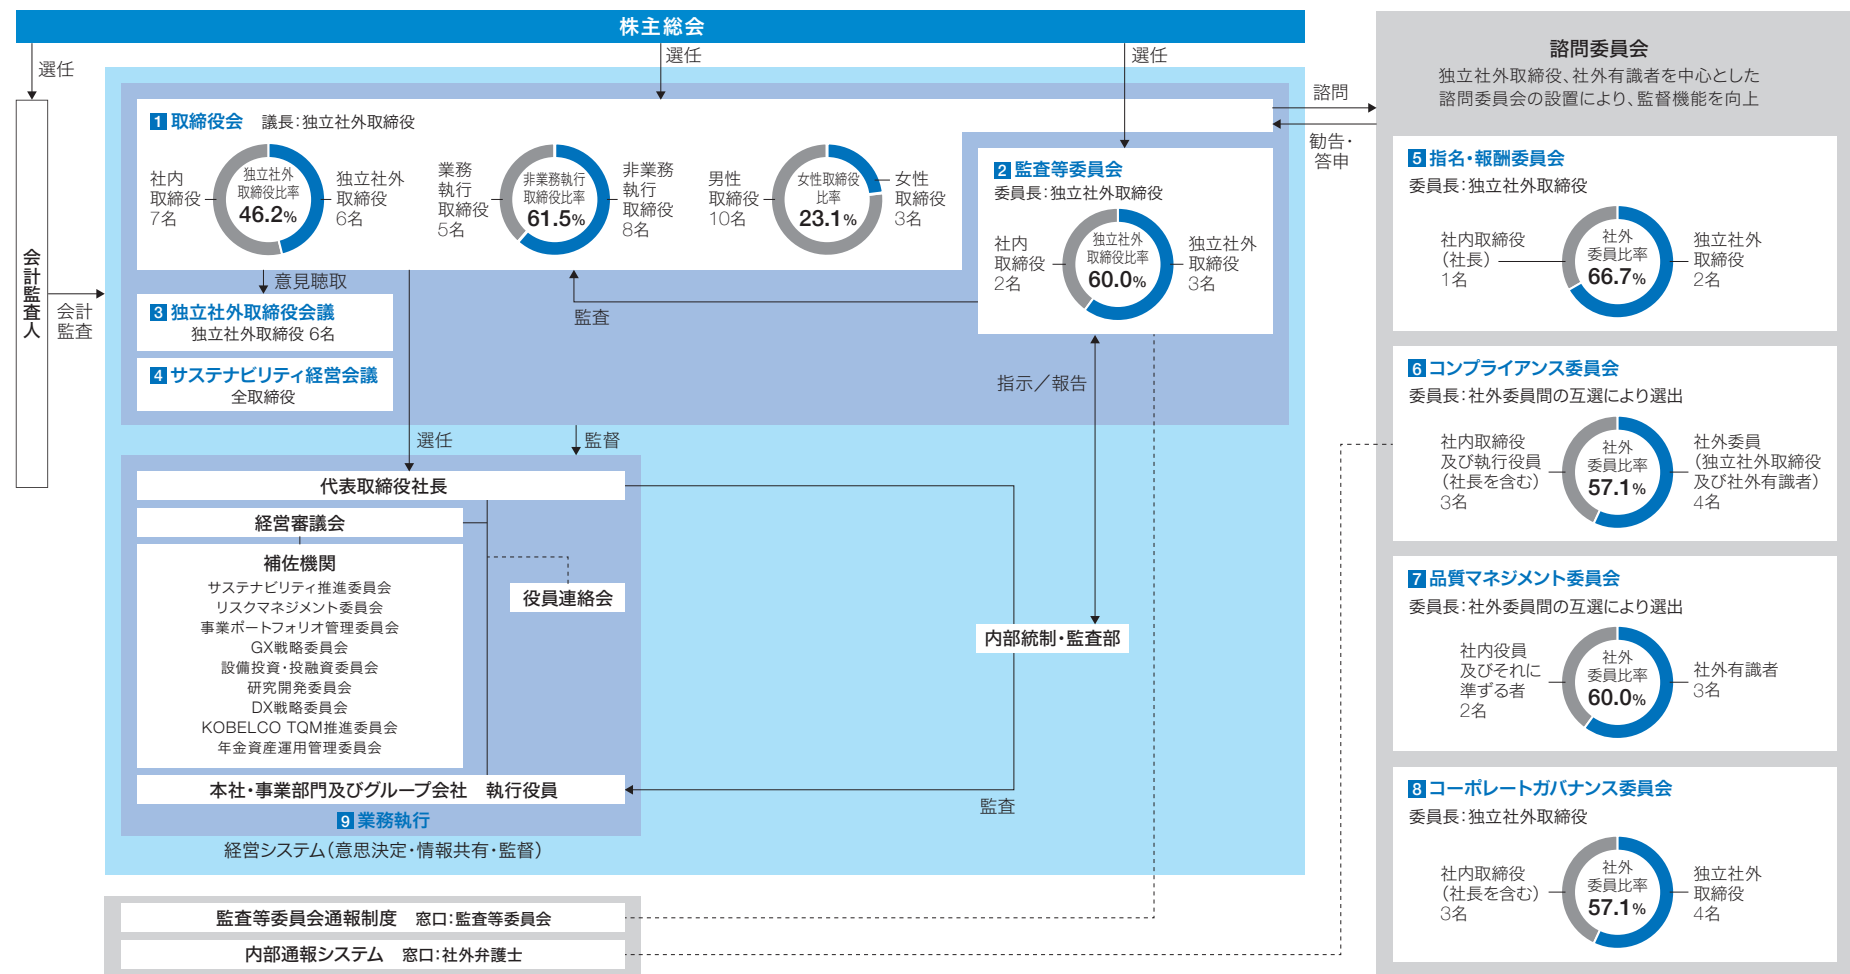 株主総会
選任
選任
選任
会計監査人
会計
監査
1 取締役会 議長：独立社外取締役
社内
取締役
7名
独立社外
取締役比率
46.2%
独立社外
取締役
6名
業務
執行
取締役
5名
非業務執行
取締役比率
61.5%
非業務
執行
取締役
8名
男性
取締役
10名
女性取締役
比率
23.1%
女性
取締役
3名
2 監査等委員会
委員長：独立社外取締役
社内
取締役
2名
独立社外
取締役比率
60.0%
独立社外
取締役
3名
意見聴取
監査
3 独立社外取締役会議
独立社外取締役 6名
4 サステナビリティ経営会議
全取締役
指示／報告
選任
監督
代表取締役社長
経営審議会
補佐機関
サステナビリティ推進委員会
リスクマネジメント委員会
事業ポートフォリオ管理委員会
GX戦略委員会
設備投資・投融資委員会
研究開発委員会
DX戦略委員会
KOBELCO TQM推進委員会
年金資産運用管理委員会
役員連絡会
内部統制・監査部
本社・事業部門及びグループ会社 執行役員
監査
9 業務執行
経営システム（意思決定・情報共有・監督）
監査等委員会通報制度 窓口：監査等委員会
内部通報システム 窓口：社外弁護士
諮問
勧告・
答申
諮問委員会
独立社外取締役、社外有識者を中心とした
諮問委員会の設置により、監督機能を向上
5 指名・報酬委員会
委員長：独立社外取締役
社内取締役
（社長）
1名
社外
委員比率
66.7%
独立社外
取締役
2名
6 コンプライアンス委員会
委員長：社外委員間の互選により選出
社内取締役
及び執行役員
（社長を含む）
3名
社外
委員比率
57.1%
社外委員
（独立社外取締役
及び社外有識者）
4名
7 品質マネジメント委員会
委員長：社外委員間の互選により選出
社内役員
及びそれに
準ずる者
2名
社外
委員比率
60.0%
社外有識者
3名
8 コーポレートガバナンス委員会
委員長：独立社外取締役
社内取締役
（社長を含む）
3名
社外
委員比率
57.1%
独立社外
取締役
4名